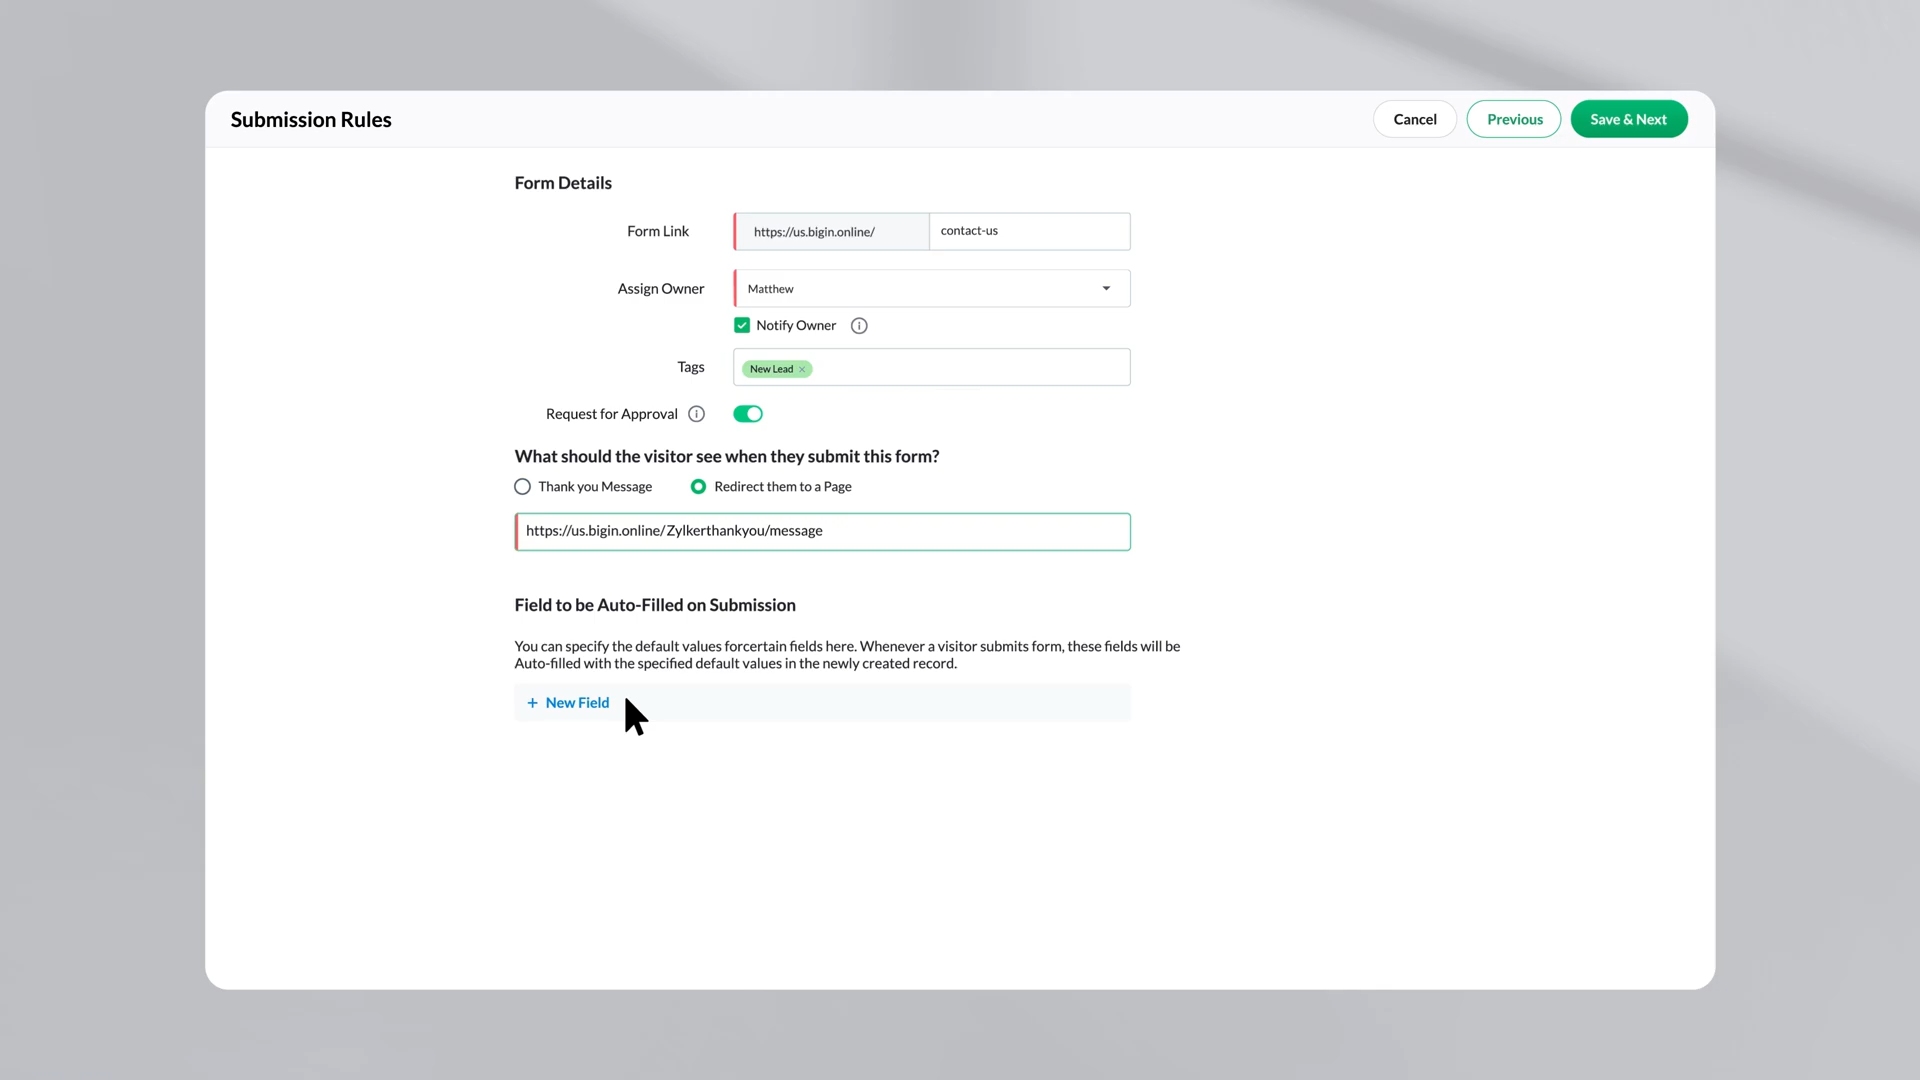 Submission Rules
Cancel
Previous
Save & Next
Form Details
Form Link
https://us.bigin.online/
contact-us
Assign Owner
Matthew
Notify Owner
Tags
New Lead
Request for Approval
What should the visitor see when they submit this form?
Thank you Message
Redirect them to a Page
https://us.bigin.online/Zylkerthankyou/message
Field to be Auto-Filled on Submission
You can specify the default values forcertain fields here. Whenever a visitor submits form, these fields will be
Auto-filled with the specified default values in the newly created record.
+ New Field